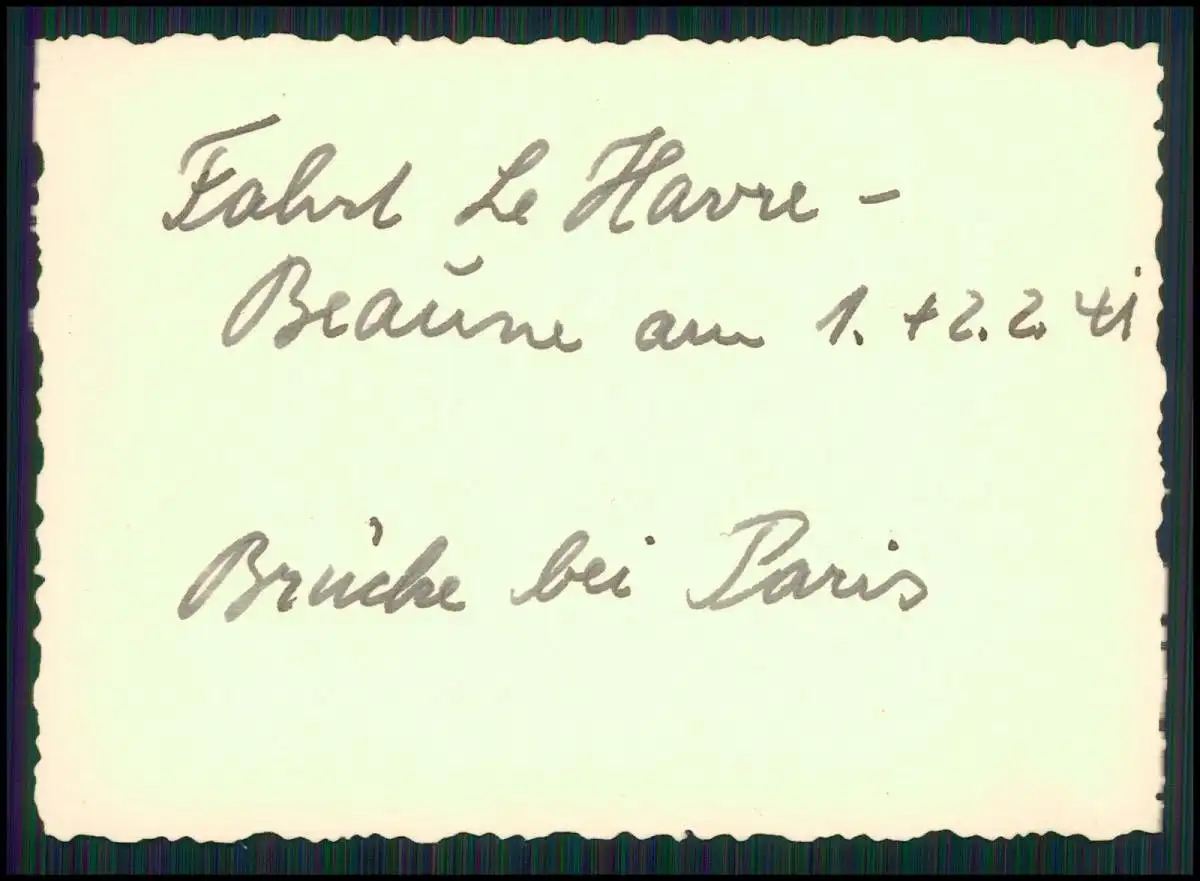 Fahrt Le Havre -
Beaune am 1. + 2. 2. 41
Brücke bei Paris